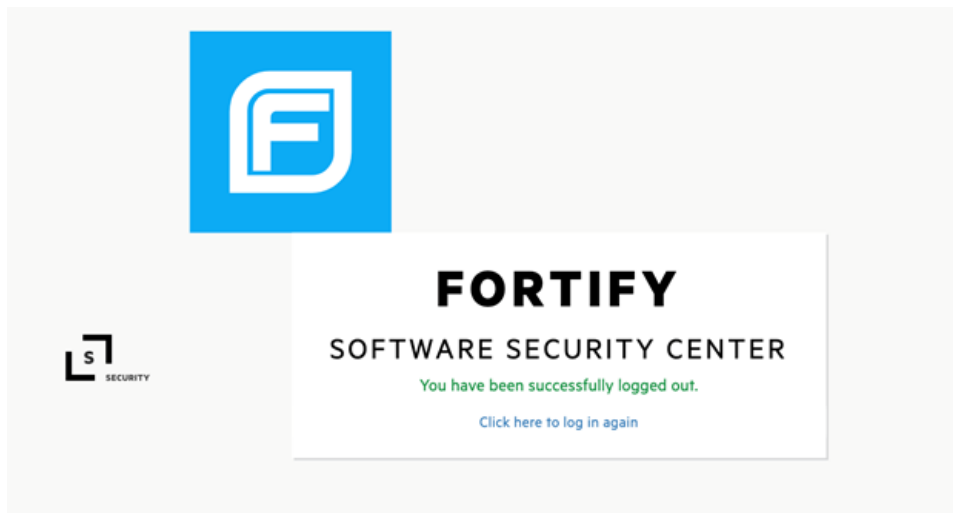 F
FORTIFY
SOFTWARE SECURITY CENTER
You have been successfully logged out.
Click here to log in again
S
SECURITY